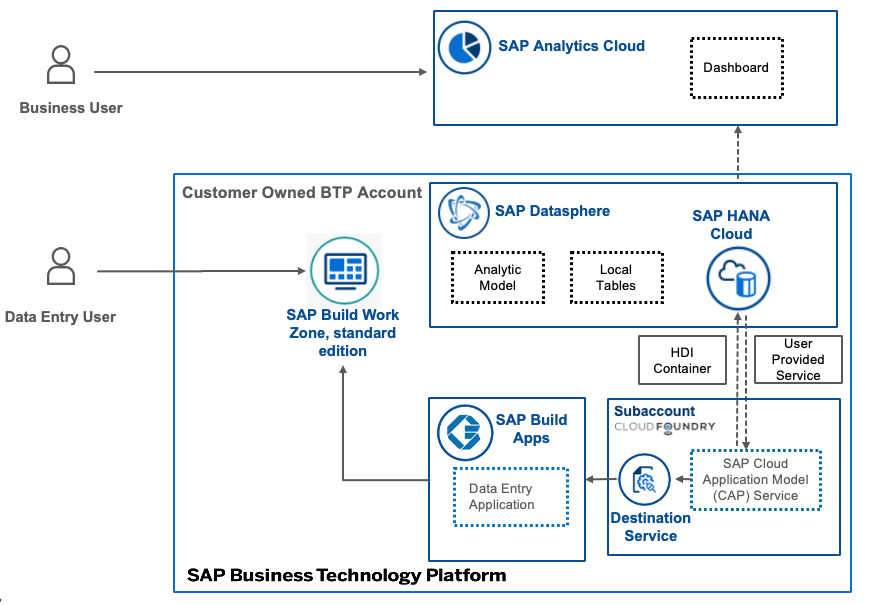 SAP Analytics Cloud
Dashboard
Business User
Customer Owned BTP Account
SAP Datasphere
SAP HANA
Cloud
Analytic
Model
Local
Tables
Data Entry User
SAP Build Work
Zone, standard
edition
HDI
Container
User
Provided
Service
SAP Build
Apps
Data Entry
Application
Subaccount
CLOUDFOUNDRY
SAP Cloud
Application Model
(CAP) Service
Destination
Service
SAP Business Technology Platform